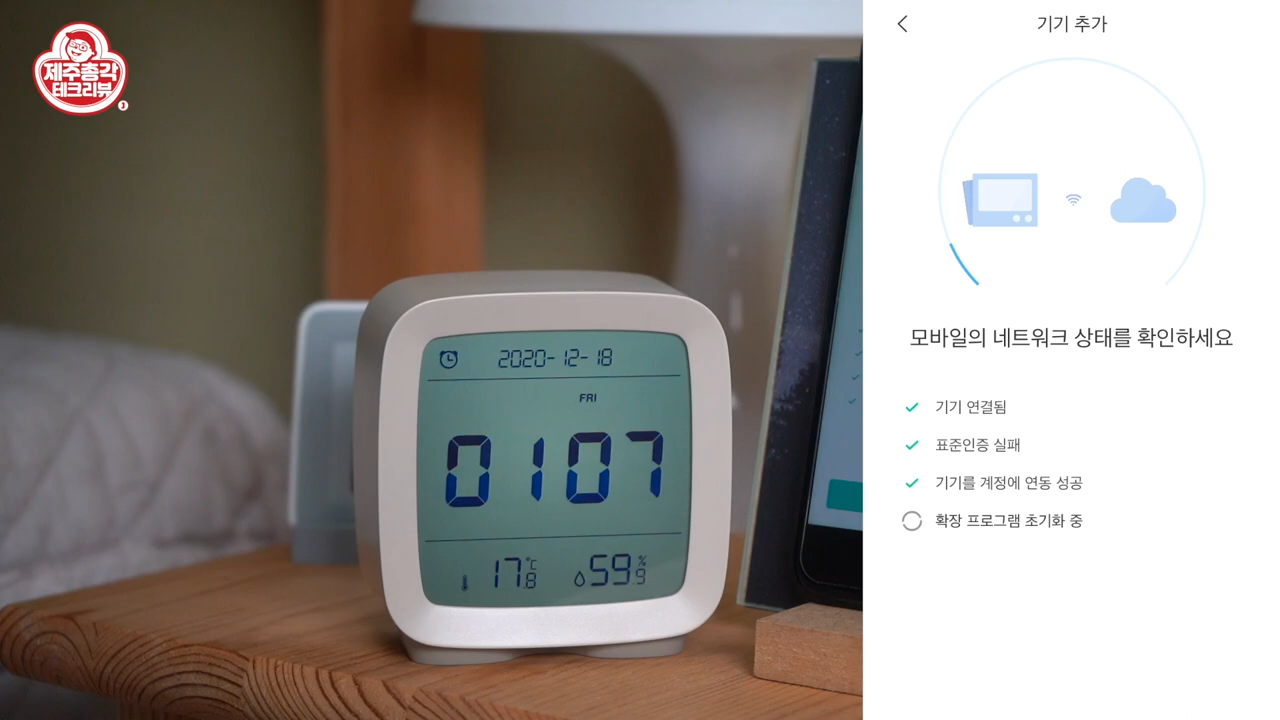 제주총각
테크리뷰
J
2020-12-18
FRI
0107
17.8 °C
59.9 %
기기 추가
모바일의 네트워크 상태를 확인하세요
기기 연결됨
표준인증 실패
기기를 계정에 연동 성공
확장 프로그램 초기화 중